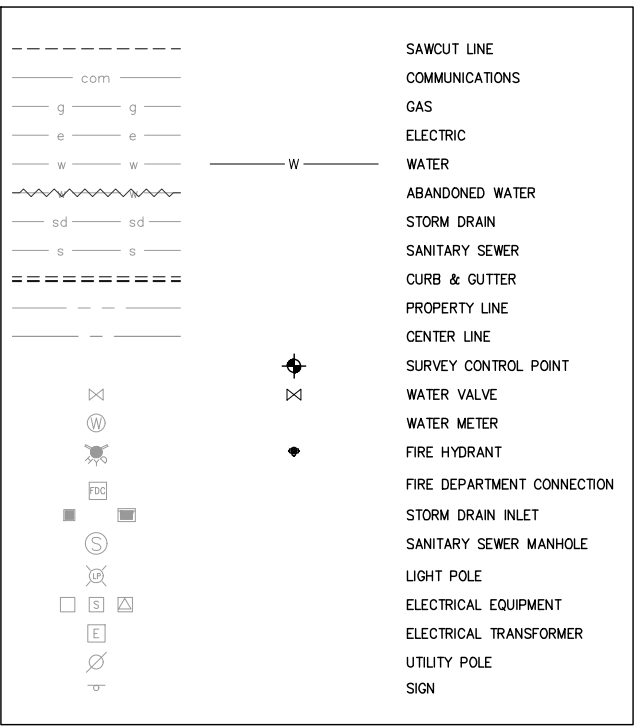 SAWCUT LINE
com COMMUNICATIONS
g g GAS
e e ELECTRIC
w w W WATER
w w ABANDONED WATER
sd sd STORM DRAIN
s s SANITARY SEWER
CURB & GUTTER
PROPERTY LINE
CENTER LINE
SURVEY CONTROL POINT
WATER VALVE
W WATER METER
FIRE HYDRANT
FDC FIRE DEPARTMENT CONNECTION
STORM DRAIN INLET
S SANITARY SEWER MANHOLE
LP LIGHT POLE
S ELECTRICAL EQUIPMENT
E ELECTRICAL TRANSFORMER
UTILITY POLE
SIGN